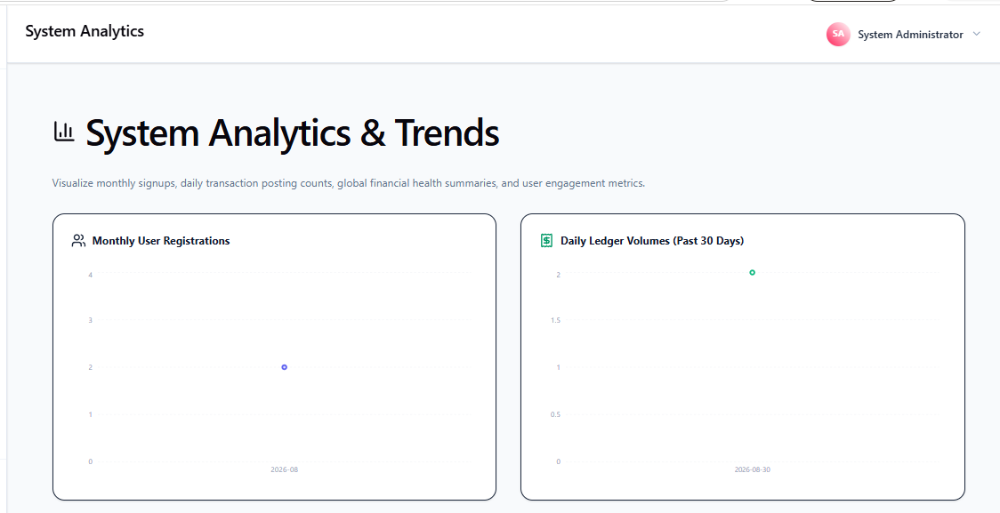 System Analytics
SA System Administrator
System Analytics & Trends
Visualize monthly signups, daily transaction posting counts, global financial health summaries, and user engagement metrics.
Monthly User Registrations
4
3
2
1
0
2026-08
Daily Ledger Volumes (Past 30 Days)
2
1.5
1
0.5
0
2026-08-30